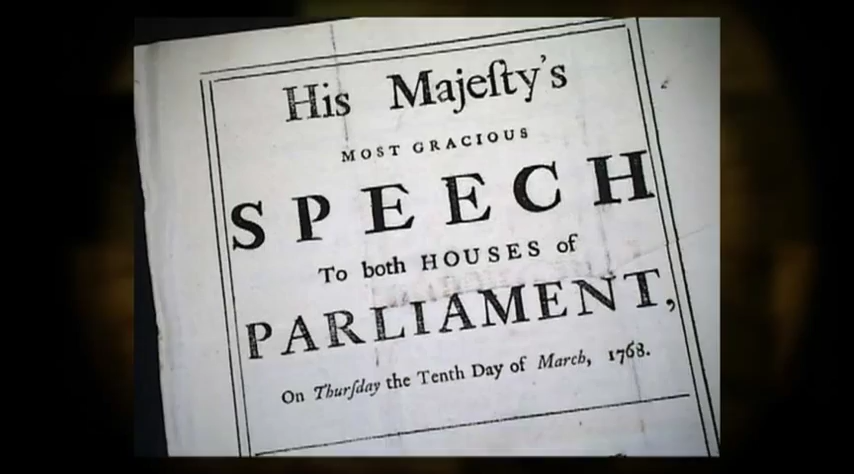 His Majeſty's
MOST GRACIOUS
SPEECH
To both HOUSES of
PARLIAMENT,
On Thurſday the Tenth Day of March, 1768.